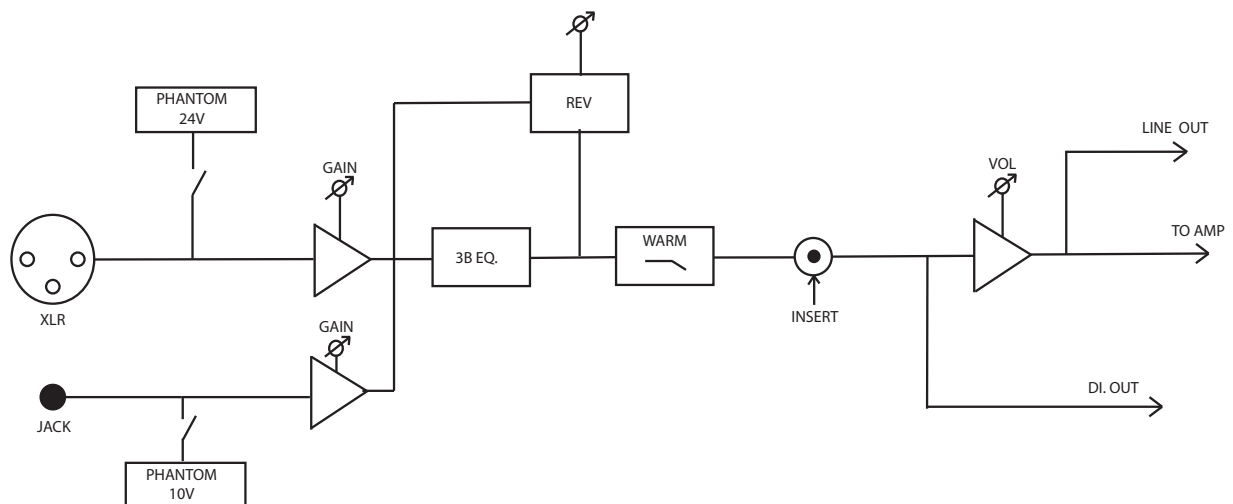 PHANTOM
24V
REV
LINE OUT
GAIN
VOL
TO AMP
3B EQ.
WARM
XLR
INSERT
GAIN
DI. OUT
JACK
PHANTOM
10V